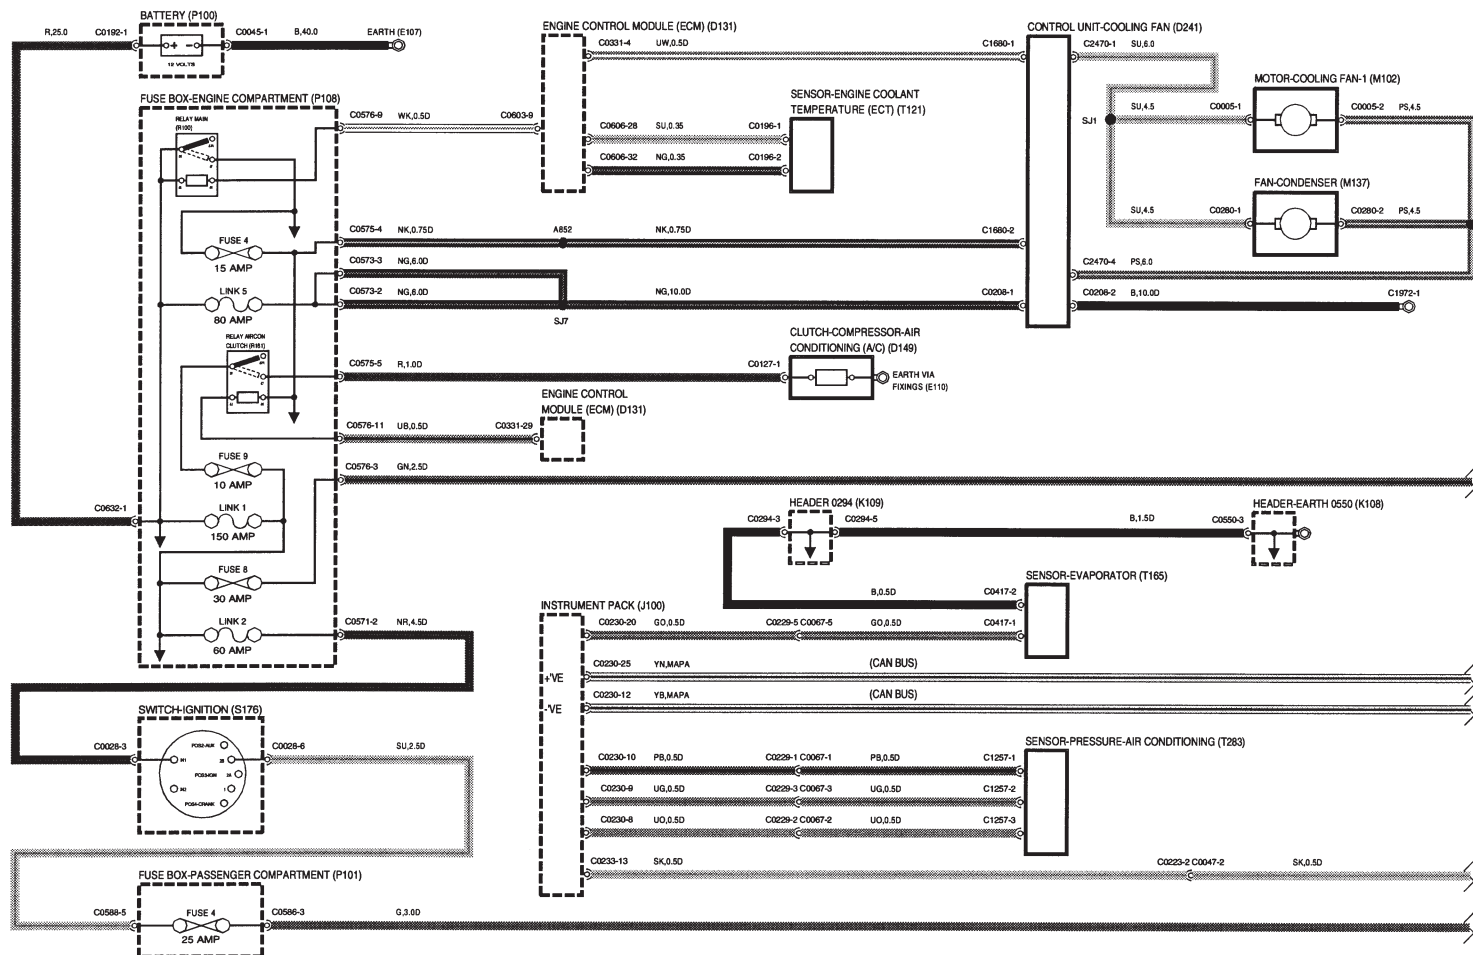 BATTERY (P100)
R,25.0 C0192-1
+ -
12 VOLTS
C0045-1 B,40.0 EARTH (E107)
ENGINE CONTROL MODULE (ECM) (D131)
C0331-4 UW,0.5D C1680-1
CONTROL UNIT-COOLING FAN (D241)
C2470-1 SU,6.0
MOTOR-COOLING FAN-1 (M102)
SU,4.5 C0005-1 C0005-2 PS,4.5
SJ1
FUSE BOX-ENGINE COMPARTMENT (P108)
RELAY MAIN
(R100)
C0576-9 WK,0.5D C0603-9
SENSOR-ENGINE COOLANT
TEMPERATURE (ECT) (T121)
C0606-28 SU,0.35 C0196-1
C0606-32 NG,0.35 C0196-2
FAN-CONDENSER (M137)
SU,4.5 C0280-1 C0280-2 PS,4.5
FUSE 4
15 AMP
C0575-4 NK,0.75D A852 NK,0.75D C1680-2
C0573-3 NG,6.0D
C2470-4 PS,6.0
LINK 5
80 AMP
C0573-2 NG,6.0D NG,10.0D C0208-1
SJ7
C0208-2 B,10.0D C1972-1
RELAY AIRCON
CLUTCH (R161)
CLUTCH-COMPRESSOR-AIR
CONDITIONING (A/C) (D149)
C0575-5 R,1.0D C0127-1
EARTH VIA
FIXINGS (E110)
ENGINE CONTROL
MODULE (ECM) (D131)
C0576-11 UB,0.5D C0331-29
FUSE 9
10 AMP
C0576-3 GN,2.5D
C0632-1
LINK 1
150 AMP
HEADER 0294 (K109)
C0294-3 C0294-5 B,1.5D C0550-3
HEADER-EARTH 0550 (K108)
FUSE 8
30 AMP
SENSOR-EVAPORATOR (T165)
B,0.5D C0417-2
LINK 2
60 AMP
C0571-2 NR,4.5D
INSTRUMENT PACK (J100)
C0230-20 GO,0.5D C0229-5 C0067-5 GO,0.5D C0417-1
+'VE
C0230-25 YN,MAPA (CAN BUS)
-'VE
C0230-12 YB,MAPA (CAN BUS)
SWITCH-IGNITION (S176)
C0028-3
POS2-AUX
POS3-IGN
POS4-CRANK
IN1
IN2
2B
2A
1
C0028-6 SU,2.5D
SENSOR-PRESSURE-AIR CONDITIONING (T283)
C0230-10 PB,0.5D C0229-1 C0067-1 PB,0.5D C1257-1
C0230-9 UG,0.5D C0229-3 C0067-3 UG,0.5D C1257-2
C0230-8 UO,0.5D C0229-2 C0067-2 UO,0.5D C1257-3
C0233-13 SK,0.5D C0223-2 C0047-2 SK,0.5D
FUSE BOX-PASSENGER COMPARTMENT (P101)
C0588-5
FUSE 4
25 AMP
C0586-3 G,3.0D